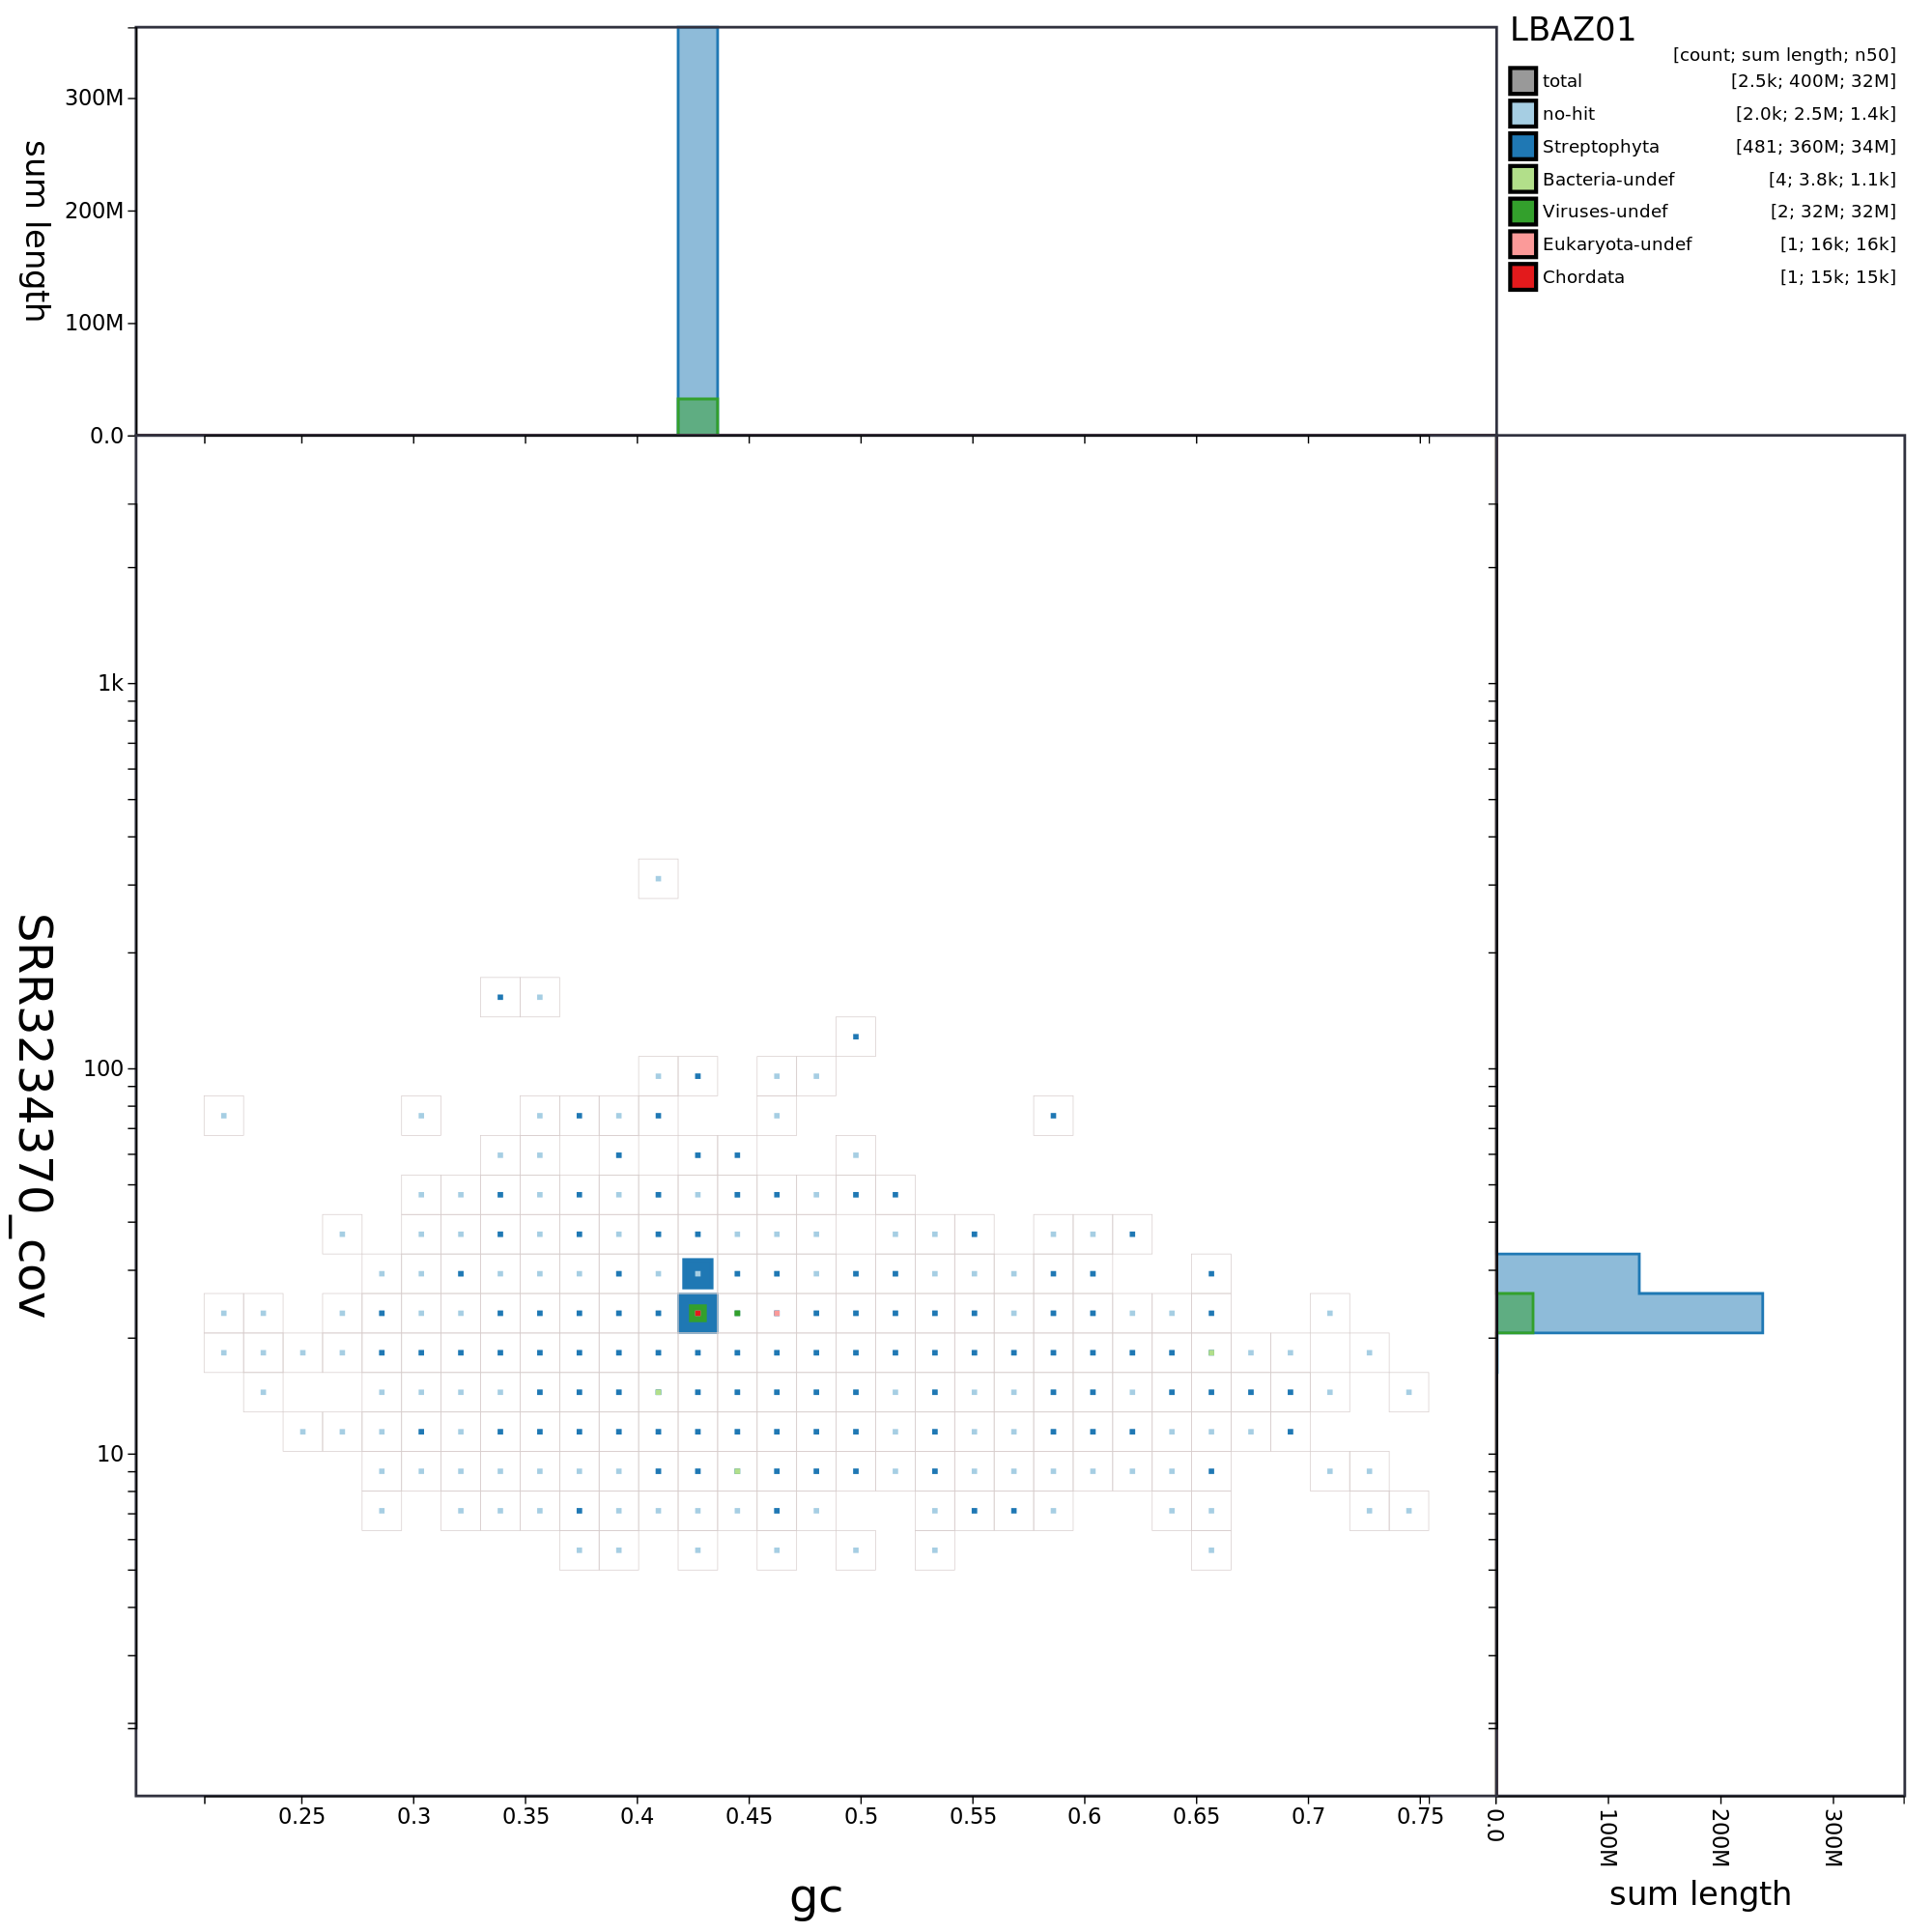 LBAZ01
[count; sum length; n50]
total [2.5k; 400M; 32M]
no-hit [2.0k; 2.5M; 1.4k]
Streptophyta [481; 360M; 34M]
Bacteria-undef [4; 3.8k; 1.1k]
Viruses-undef [2; 32M; 32M]
Eukaryota-undef [1; 16k; 16k]
Chordata [1; 15k; 15k]
sum length
300M
200M
100M
0.0
SRR3234370_cov
1k
100
10
0.25 0.3 0.35 0.4 0.45 0.5 0.55 0.6 0.65 0.7 0.75
gc
0.0 100M 200M 300M
sum length